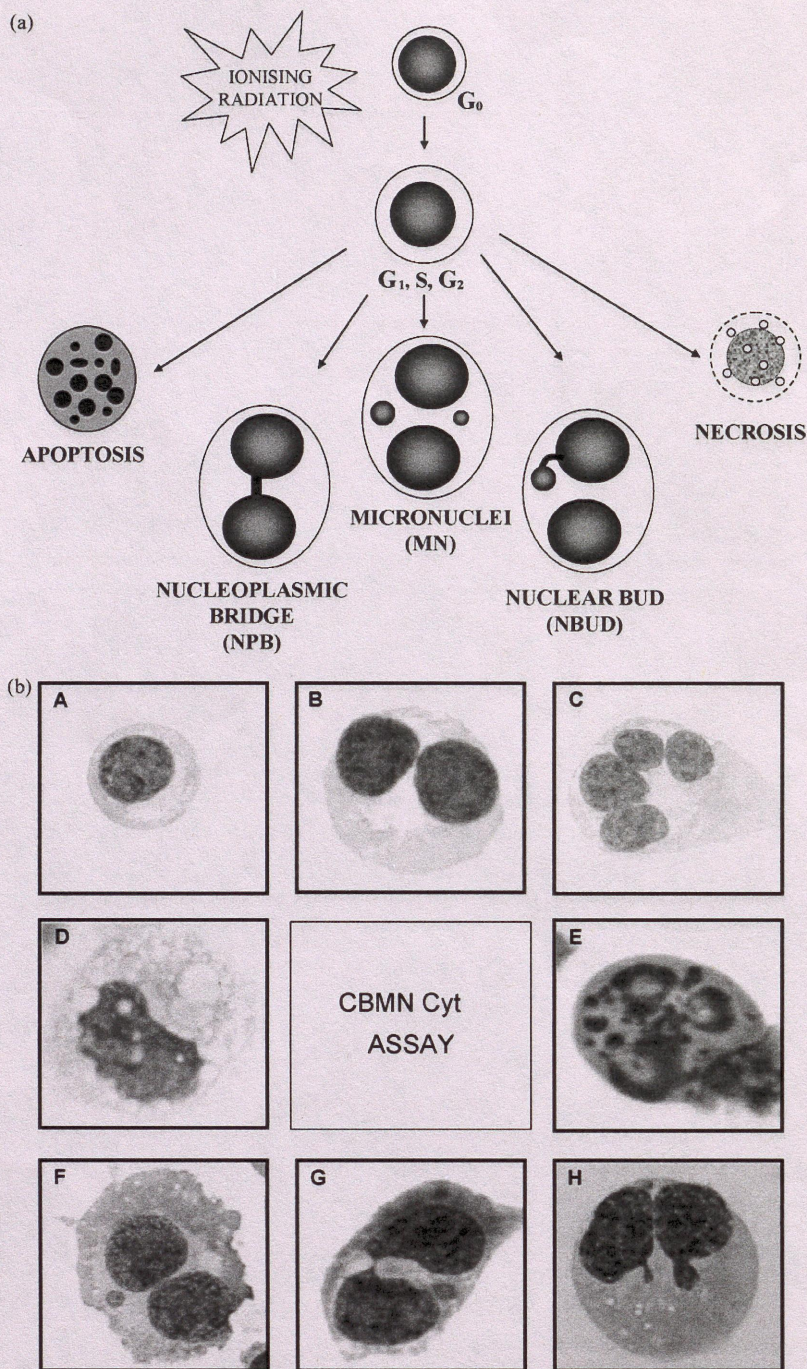 (a)
IONISING
RADIATION
G₀
G₁, S, G₂
APOPTOSIS
NUCLEOPLASMIC
BRIDGE
(NPB)
MICRONUCLEI
(MN)
NUCLEAR BUD
(NBUD)
NECROSIS
(b)
A
B
C
D
CBMN Cyt
ASSAY
E
F
G
H